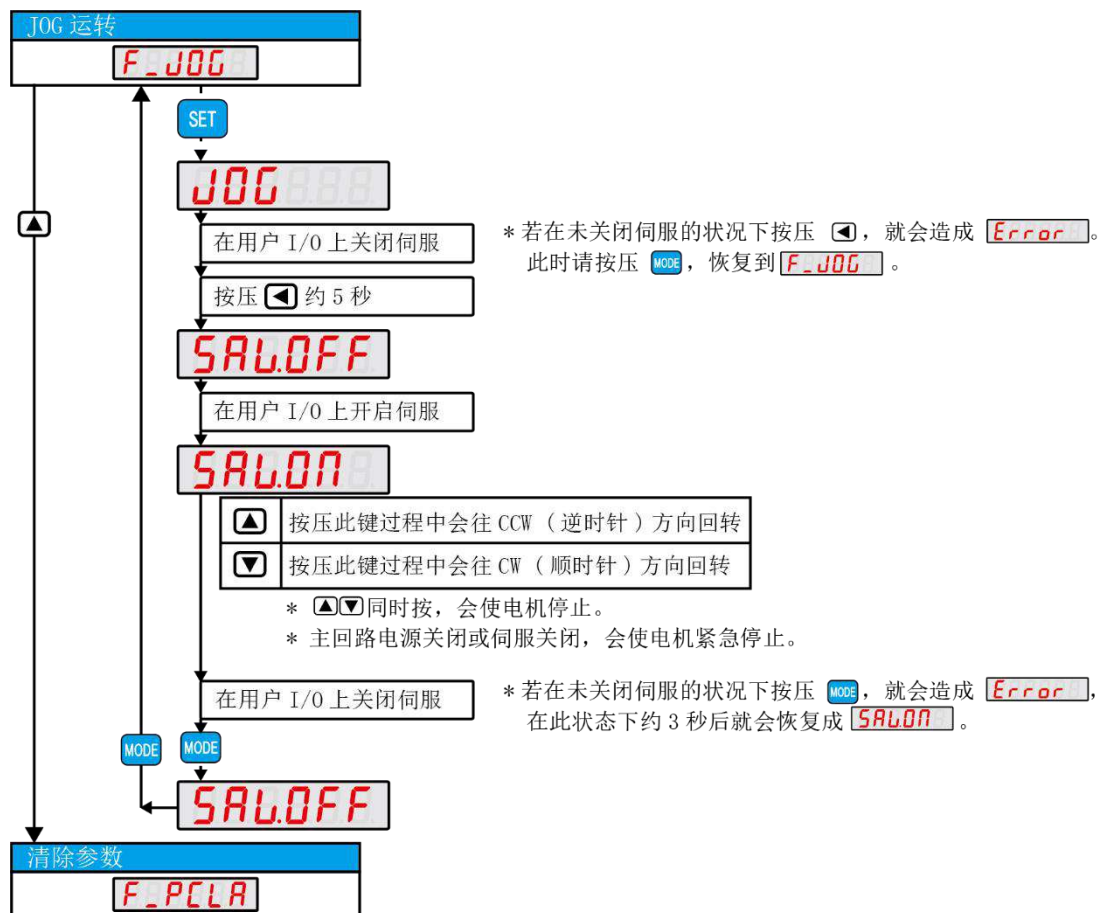 JOG 运转
F_JOG
SET
JOG
在用户 I/O 上关闭伺服
*若在未关闭伺服的状况下按压 ◀, 就会造成 Error 。
此时请按压 MODE, 恢复到 F_JOG 。
按压 ◀ 约 5 秒
SRU.OFF
在用户 I/O 上开启伺服
SRU.ON
▲ 按压此键过程中会往 CCW (逆时针) 方向回转
▼ 按压此键过程中会往 CW (顺时针) 方向回转
* ▲▼同时按, 会使电机停止。
* 主回路电源关闭或伺服关闭, 会使电机紧急停止。
在用户 I/O 上关闭伺服
*若在未关闭伺服的状况下按压 MODE, 就会造成 Error ,
在此状态下约 3 秒后就会恢复成 SRU.ON 。
MODE MODE
SRU.OFF
清除参数
F_PCLR